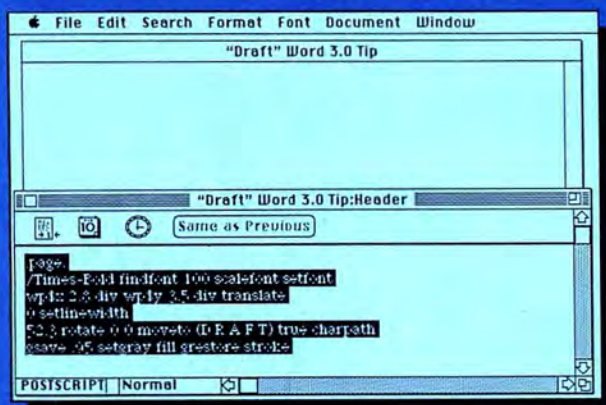 File Edit Search Format Font Document Window
“Draft” Word 3.0 Tip
“Draft” Word 3.0 Tip:Header
10
Same as Previous
.page.
/Times-Bold findfont 100 scalefont setfont
2.8 div 3.5 div translate
0 setlinewidth
52.3 rotate 0 0 moveto (D R A F T) true charpath
gsave .95 setgray fill grestore stroke
POSTSCRIPT Normal